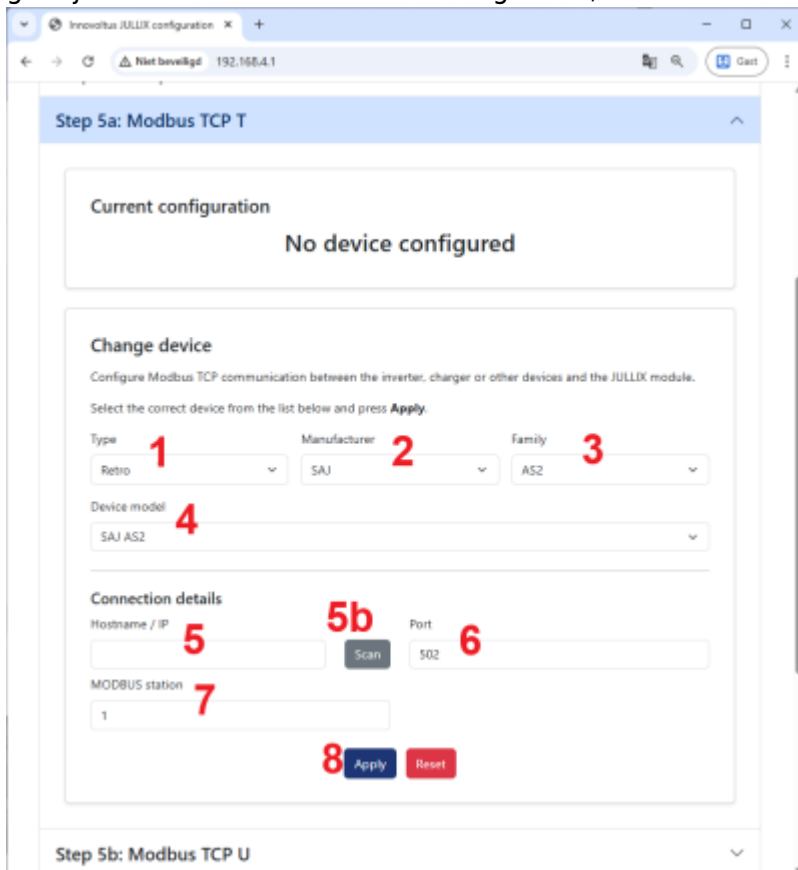 Innovoltus JULLIX configuration
Niet beveiligd 192.168.4.1 Gast
Step 5a: Modbus TCP T
Current configuration
No device configured
Change device
Configure Modbus TCP communication between the inverter, charger or other devices and the JULLIX module.
Select the correct device from the list below and press Apply.
Type 1 Manufacturer 2 Family 3
Retro SAJ AS2
Device model 4
SAJ AS2
Connection details
Hostname / IP 5 5b Port 6
Scan 502
MODBUS station 7
1
8 Apply Reset
Step 5b: Modbus TCP U